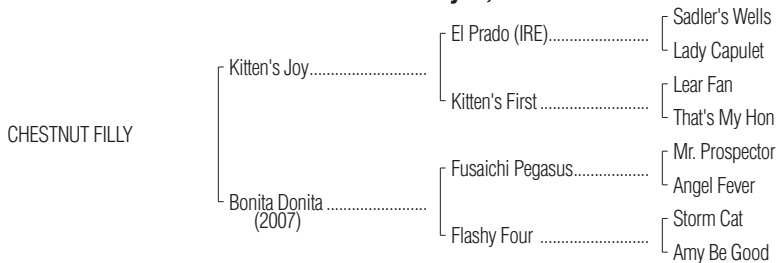 Sadler's Wells
El Prado (IRE)
Lady Capulet
Kitten's Joy
Lear Fan
Kitten's First
That's My Hon
CHESTNUT FILLY
Mr. Prospector
Fusaichi Pegasus
Angel Fever
Bonita Donita
(2007)
Storm Cat
Flashy Four
Amy Be Good